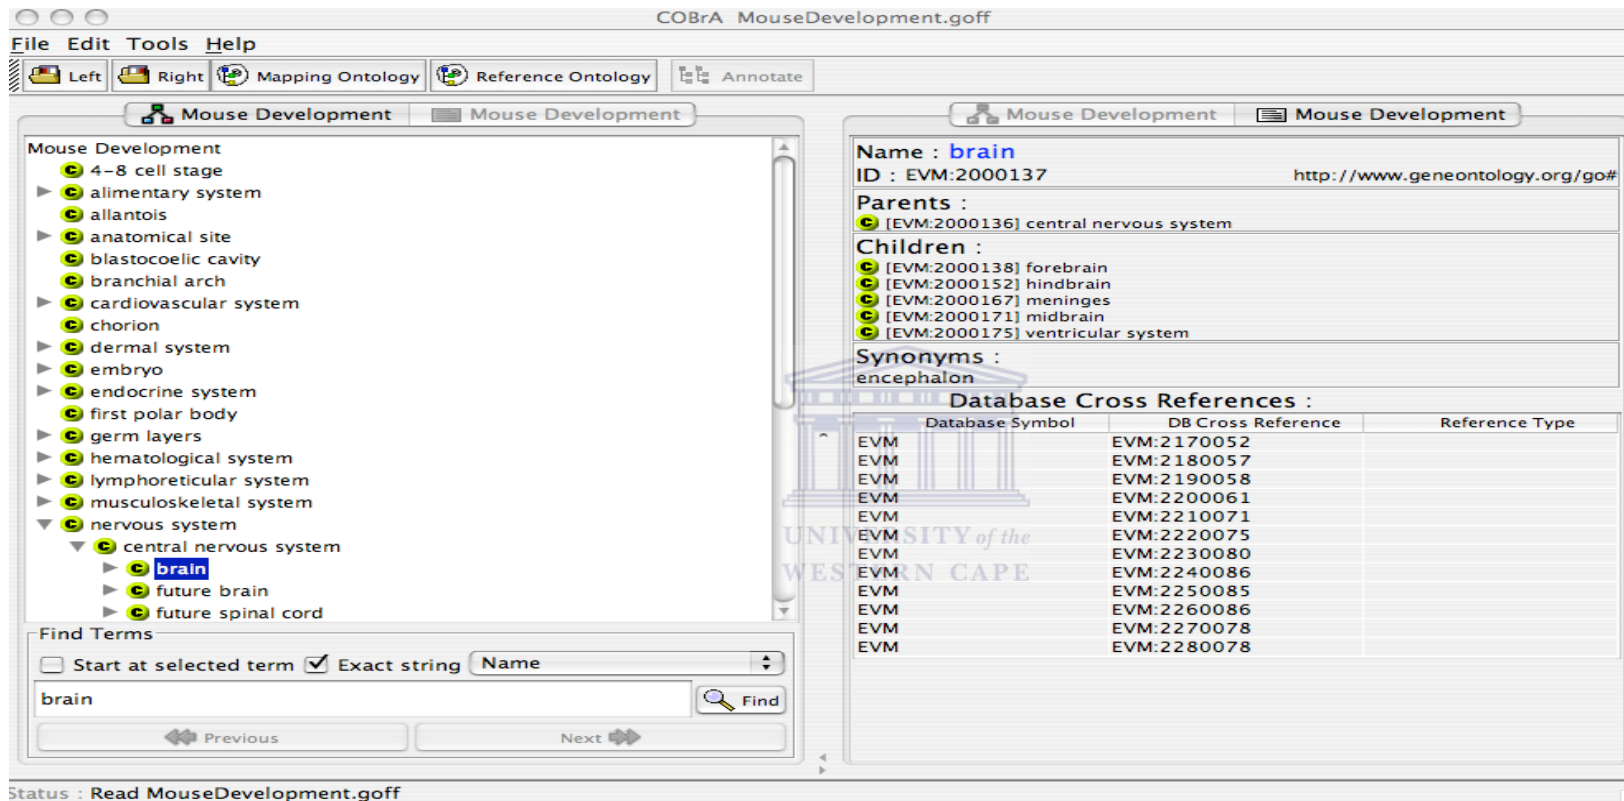 COBrA MouseDevelopment.goff
File Edit Tools Help
Left Right Mapping Ontology Reference Ontology Annotate
Mouse Development Mouse Development
Mouse Development
4-8 cell stage
alimentary system
allantois
anatomical site
blastocoelic cavity
branchial arch
cardiovascular system
chorion
dermal system
embryo
endocrine system
first polar body
germ layers
hematological system
lymphoreticular system
musculoskeletal system
nervous system
central nervous system
brain
future brain
future spinal cord
Find Terms
Start at selected term Exact string Name
brain Find
Previous Next
Mouse Development Mouse Development
Name : brain
ID : EVM:2000137 http://www.geneontology.org/go#
Parents :
[EVM:2000136] central nervous system
Children :
[EVM:2000138] forebrain
[EVM:2000152] hindbrain
[EVM:2000167] meninges
[EVM:2000171] midbrain
[EVM:2000175] ventricular system
Synonyms :
encephalon
Database Cross References :
Database Symbol DB Cross Reference Reference Type
EVM EVM:2170052
EVM EVM:2180057
EVM EVM:2190058
EVM EVM:2200061
EVM EVM:2210071
EVM EVM:2220075
EVM EVM:2230080
EVM EVM:2240086
EVM EVM:2250085
EVM EVM:2260086
EVM EVM:2270078
EVM EVM:2280078
UNIVERSITY of the
WESTERN CAPE
Status : Read MouseDevelopment.goff